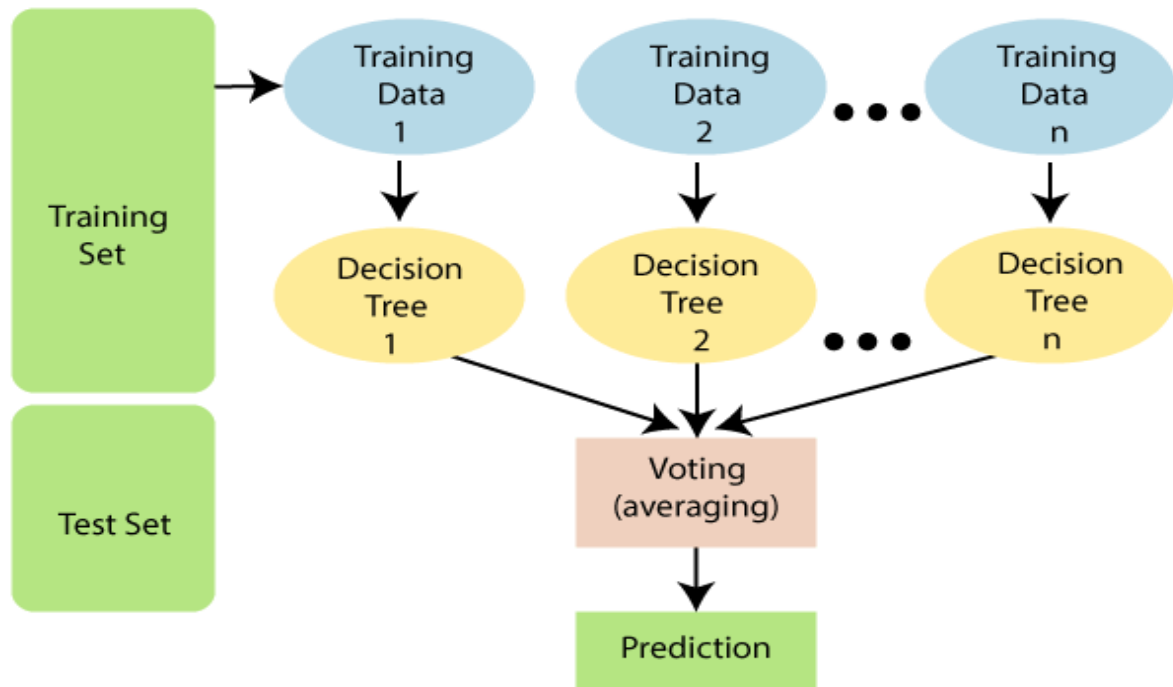 Training
Set
Test Set
Training
Data
1
Training
Data
2
Training
Data
n
Decision
Tree
1
Decision
Tree
2
Decision
Tree
n
Voting
(averaging)
Prediction